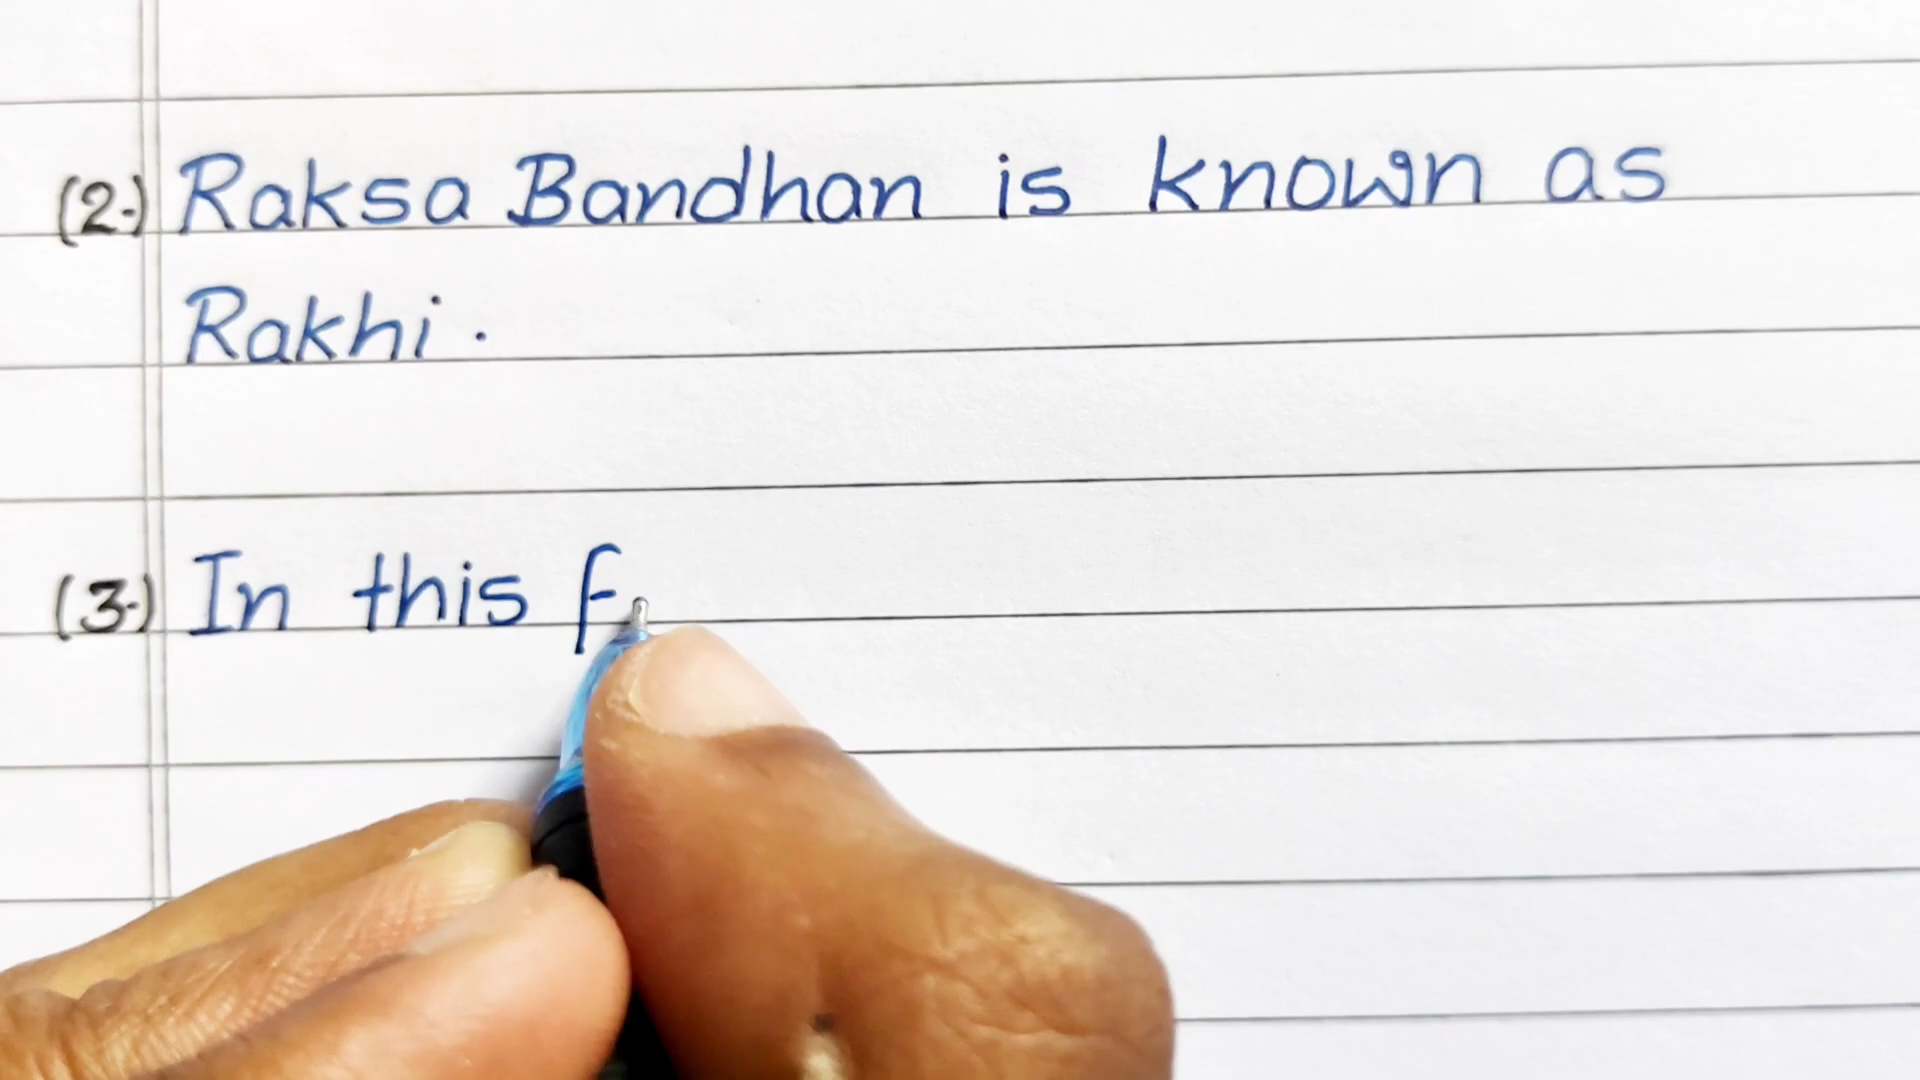 (2.) Raksa Bandhan is known as
Rakhi.
(3.) In this f